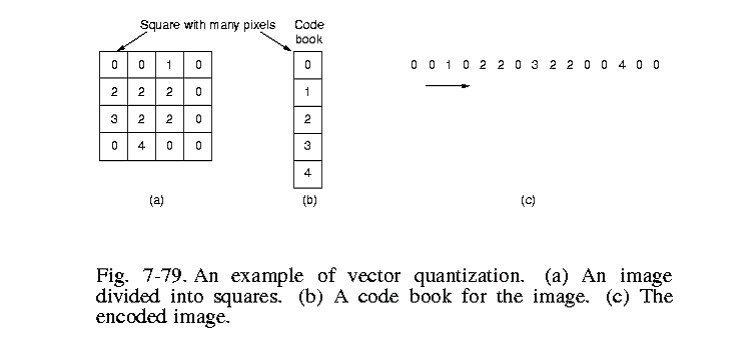 Square with many pixels Code
book
0 0 1 0
2 2 2 0
3 2 2 0
0 4 0 0
0
1
2
3
4
0 0 1 0 2 2 0 3 2 2 0 0 4 0 0
(a) (b) (c)
Fig. 7-79. An example of vector quantization. (a) An image
divided into squares. (b) A code book for the image. (c) The
encoded image.